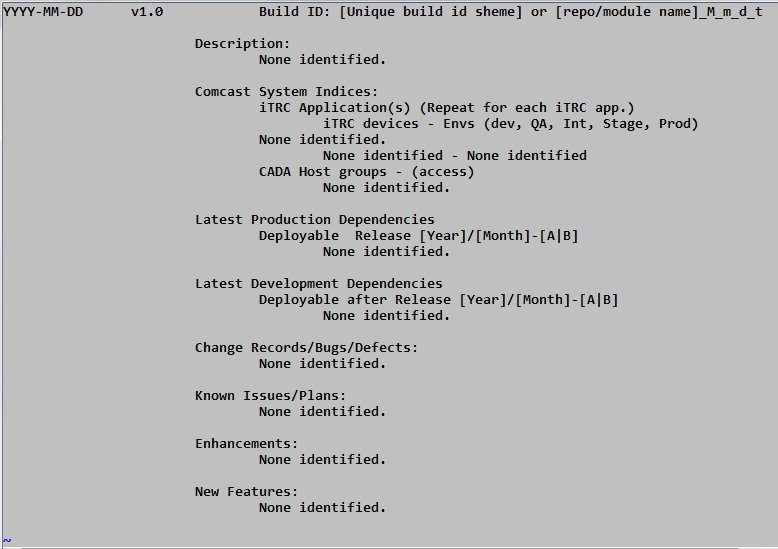 YYYY-MM-DD v1.0 Build ID: [Unique build id sheme] or [repo/module name]_M_m_d_t
Description:
None identified.
Comcast System Indices:
iTRC Application(s) (Repeat for each iTRC app.)
iTRC devices - Envs (dev, QA, Int, Stage, Prod)
None identified.
None identified - None identified
CADA Host groups - (access)
None identified.
Latest Production Dependencies
Deployable  Release [Year]/[Month]-[A|B]
None identified.
Latest Development Dependencies
Deployable after Release [Year]/[Month]-[A|B]
None identified.
Change Records/Bugs/Defects:
None identified.
Known Issues/Plans:
None identified.
Enhancements:
None identified.
New Features:
None identified.
~